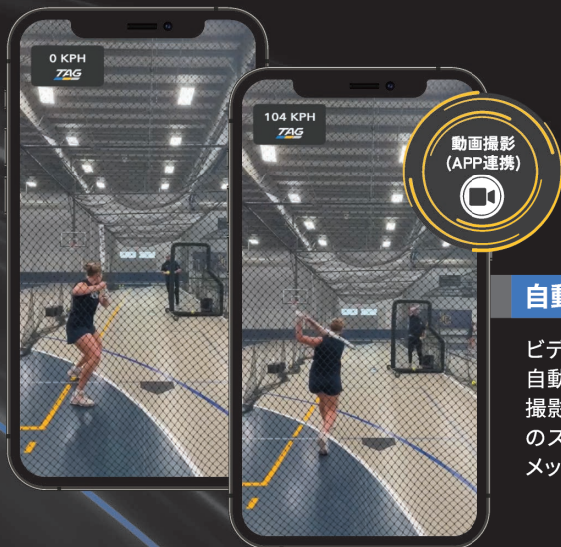 0 KPH
TAG
104 KPH
TAG
動画撮影
(APP連携)
自動
ビデ
自動
撮影
のス
メッ